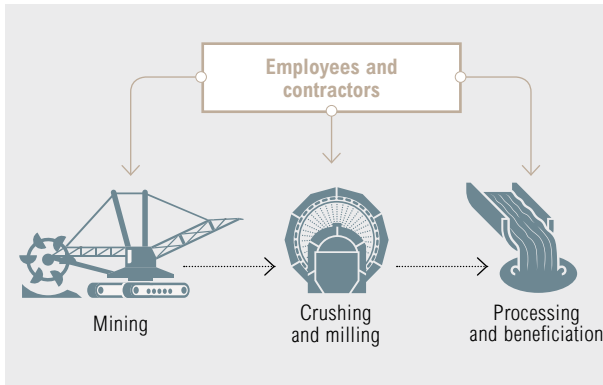 Employees and
contractors
Mining
Crushing
and milling
Processing
and beneficiation